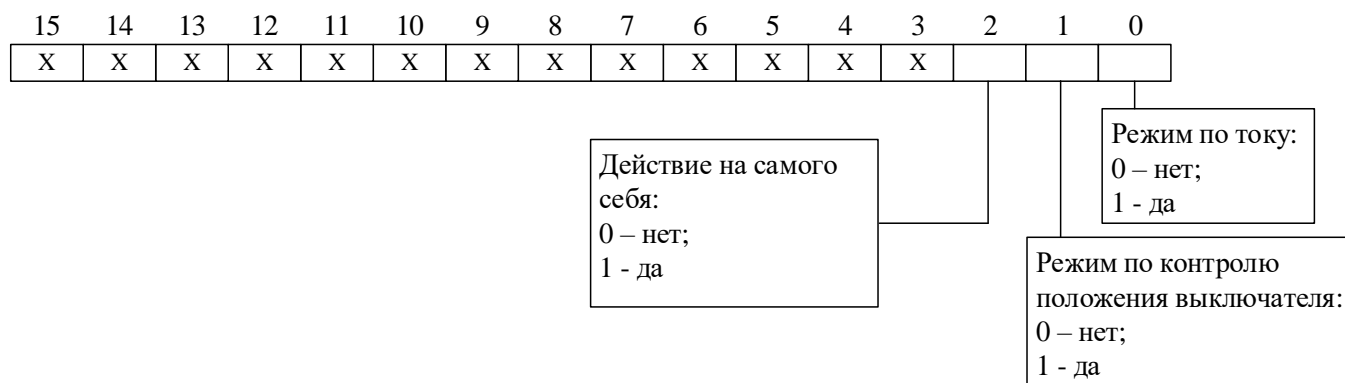 15 14 13 12 11 10 9 8 7 6 5 4 3 2 1 0
X X X X X X X X X X X X X
Режим по току:
0 – нет;
1 - да
Действие на самого
себя:
0 – нет;
1 - да
Режим по контролю
положения выключателя:
0 – нет;
1 - да